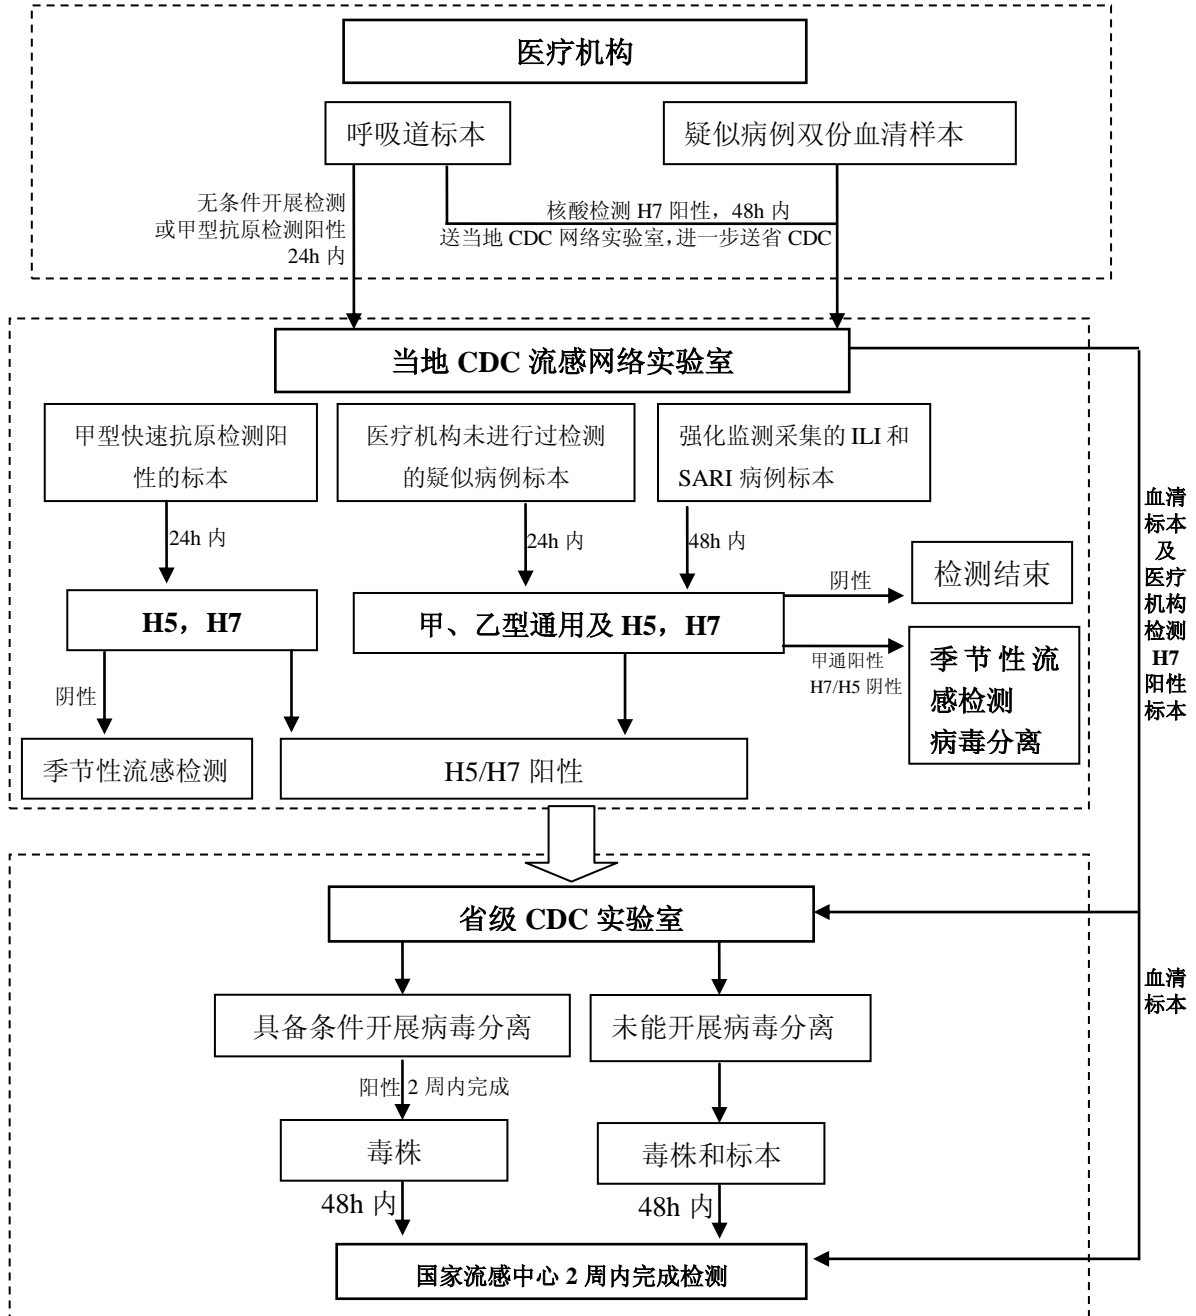 医疗机构
呼吸道标本
疑似病例双份血清样本
无条件开展检测
或甲型抗原检测阳性
24h 内
核酸检测 H7 阳性，48h 内
送当地 CDC 网络实验室，进一步送省 CDC
当地 CDC 流感网络实验室
甲型快速抗原检测阳
性的标本
医疗机构未进行过检测
的疑似病例标本
强化监测采集的 ILI 和
SARI 病例标本
24h 内
24h 内
48h 内
H5，H7
甲、乙型通用及 H5，H7
阴性
检测结束
甲通阳性
H7/H5 阴性
季节性流
感检测
病毒分离
阴性
季节性流感检测
H5/H7 阳性
血清
标本
及
医疗
机构
检测
H7
阳性
标本
省级 CDC 实验室
具备条件开展病毒分离
未能开展病毒分离
血清
标本
阳性 2 周内完成
毒株
毒株和标本
48h 内
48h 内
国家流感中心 2 周内完成检测